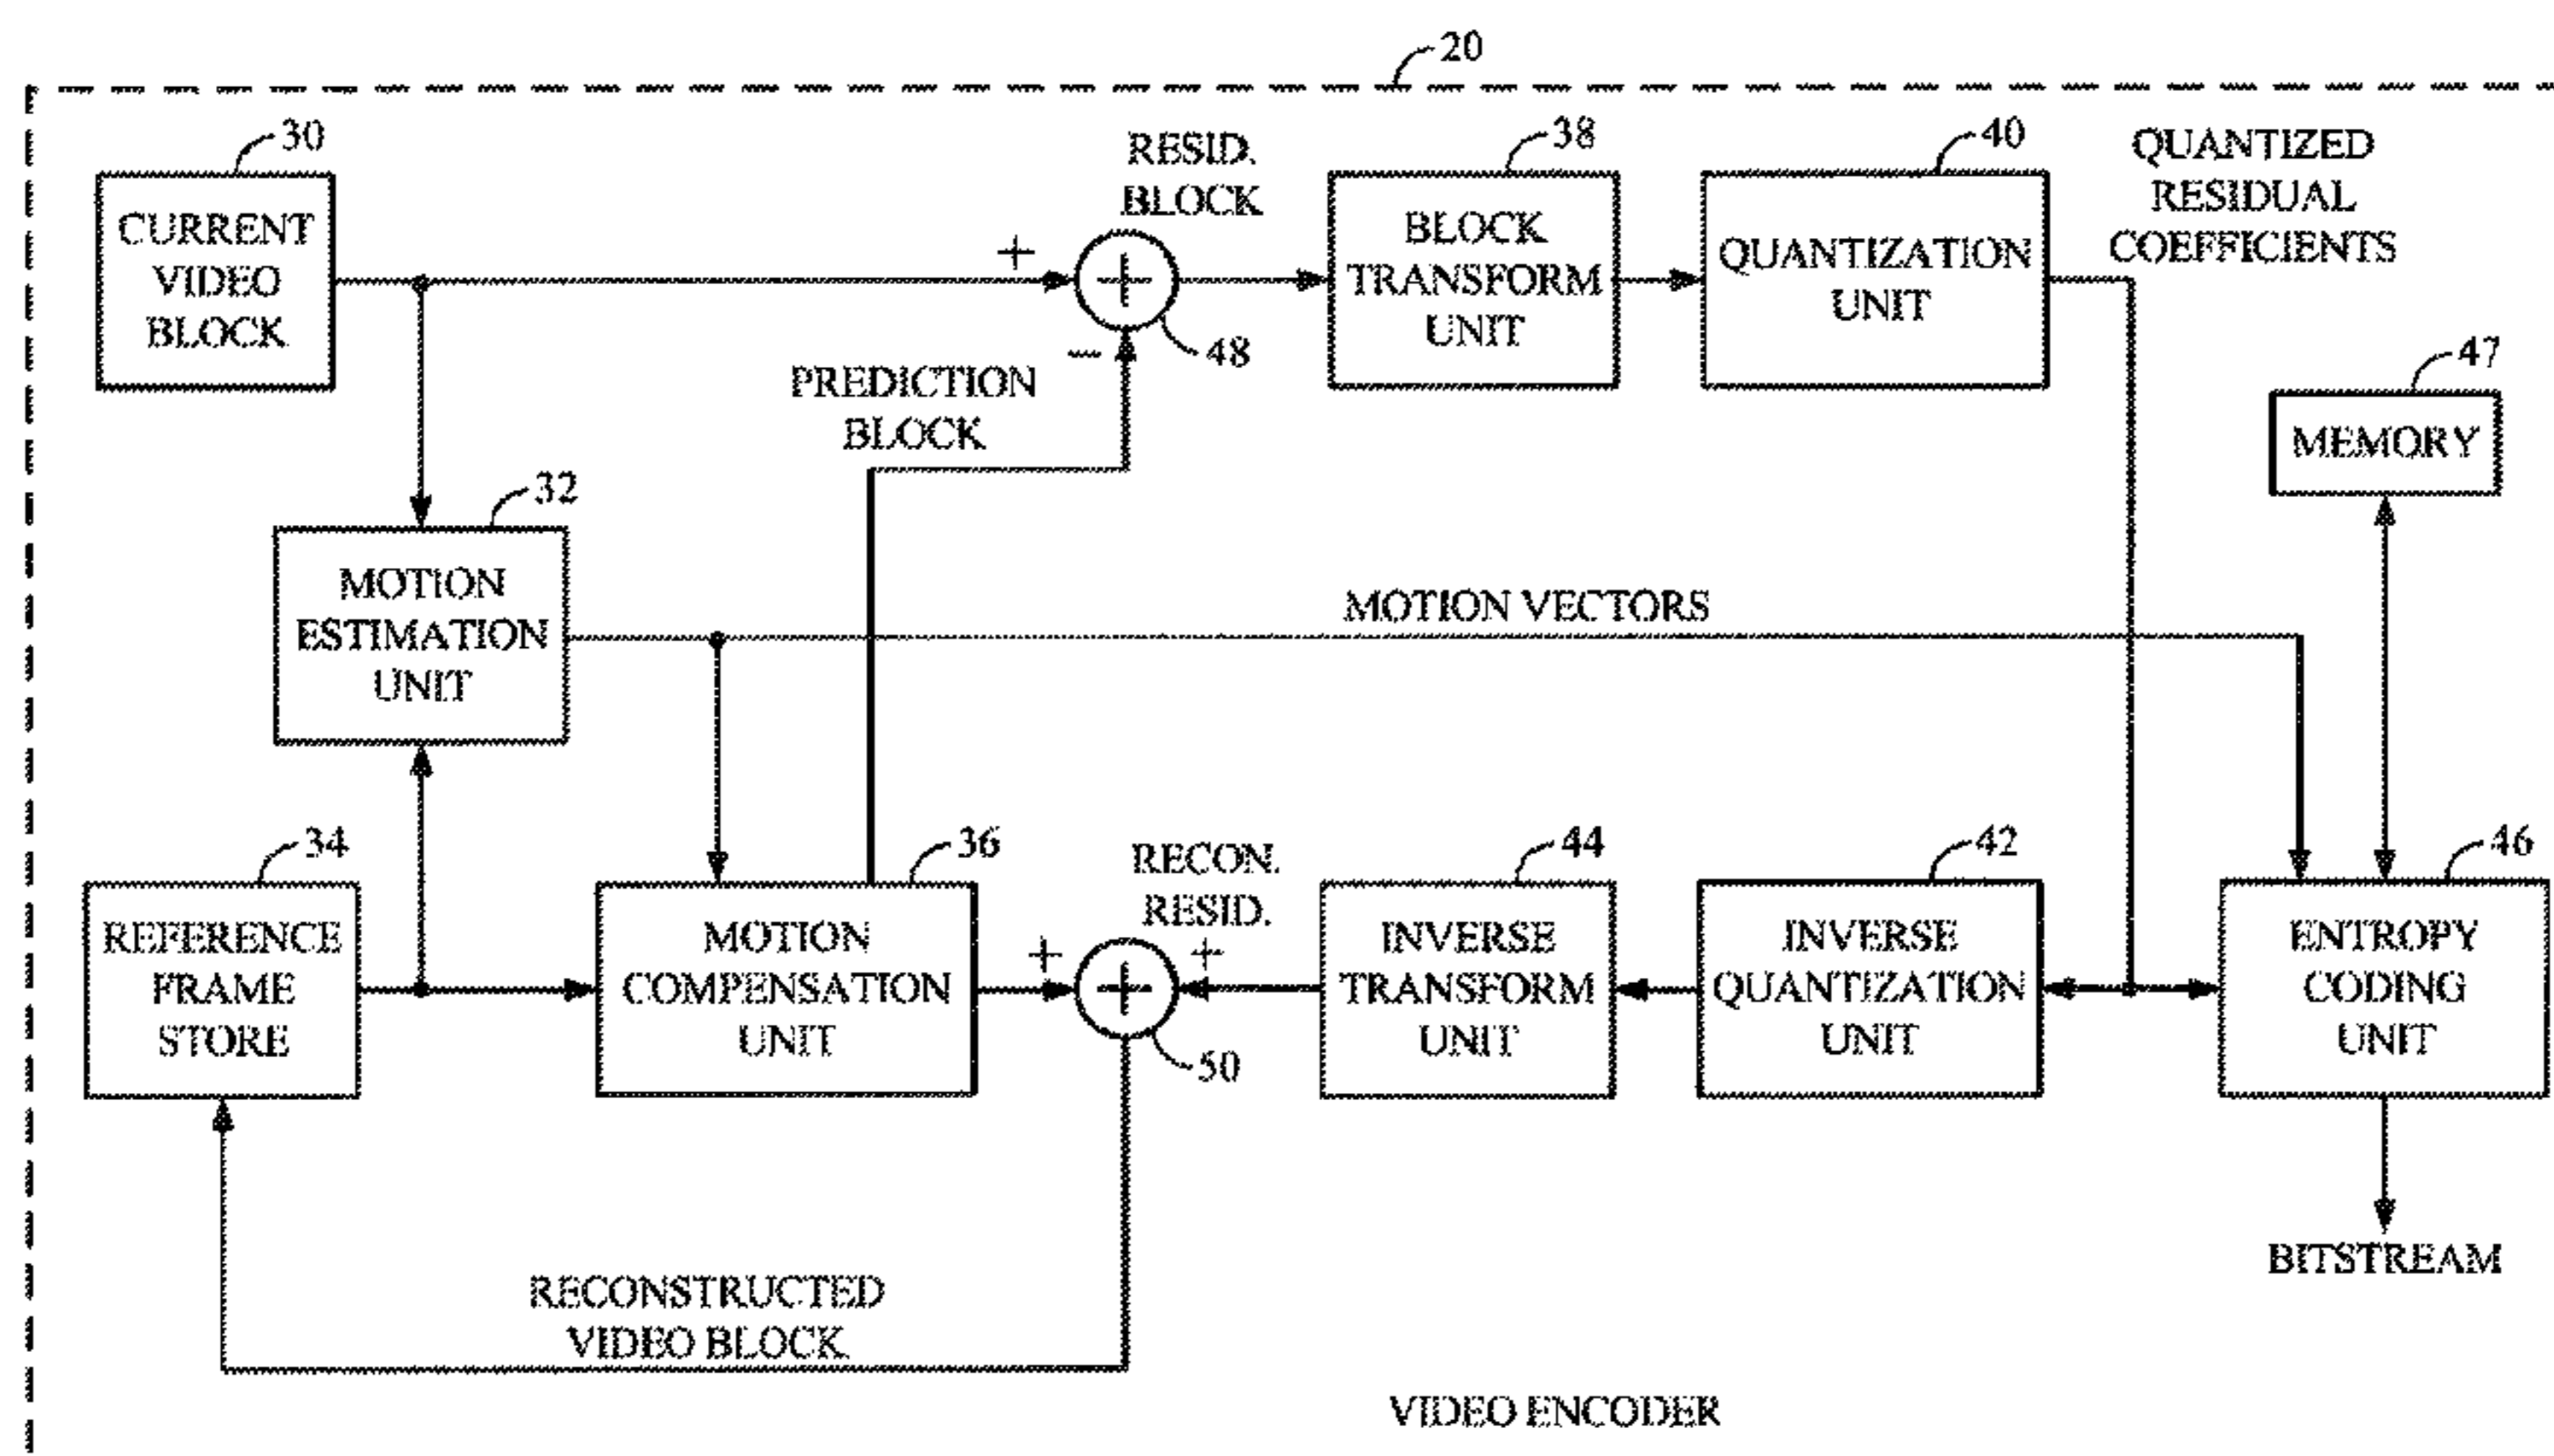 20
30
CURRENT
VIDEO
BLOCK
RESID.
BLOCK
+
−
48
38
BLOCK
TRANSFORM
UNIT
40
QUANTIZATION
UNIT
QUANTIZED
RESIDUAL
COEFFICIENTS
PREDICTION
BLOCK
47
MEMORY
32
MOTION
ESTIMATION
UNIT
MOTION VECTORS
34
REFERENCE
FRAME
STORE
36
MOTION
COMPENSATION
UNIT
RECON.
RESID.
+
+
50
44
INVERSE
TRANSFORM
UNIT
42
INVERSE
QUANTIZATION
UNIT
46
ENTROPY
CODING
UNIT
BITSTREAM
RECONSTRUCTED
VIDEO BLOCK
VIDEO ENCODER